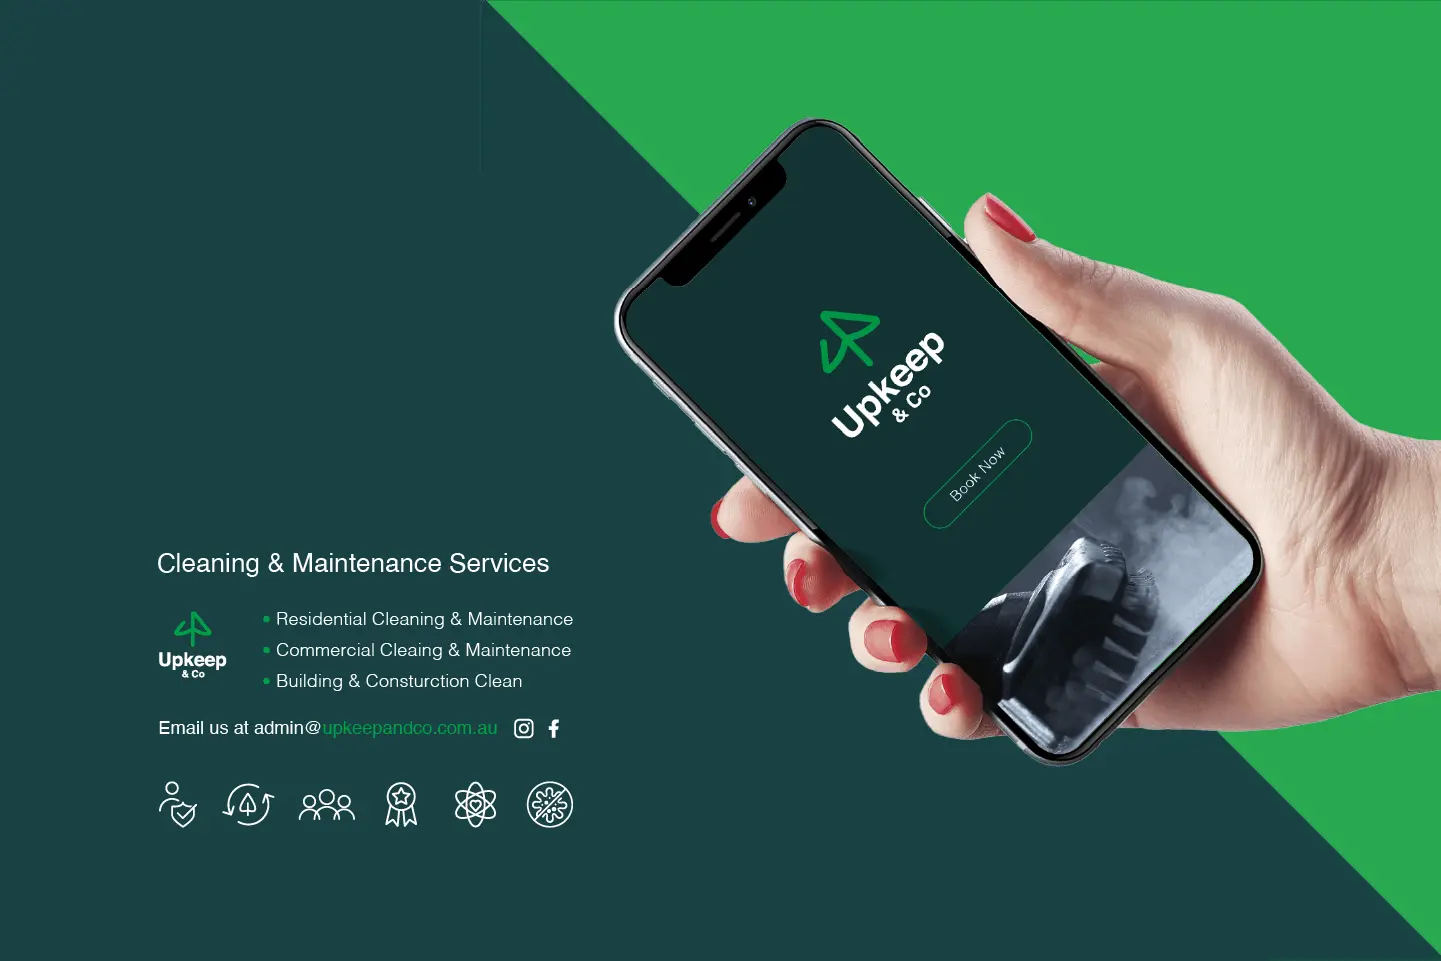 Upkeep
& Co
Book Now
Cleaning & Maintenance Services
Upkeep
& Co
• Residential Cleaning & Maintenance
• Commercial Cleaing & Maintenance
• Building & Consturction Clean
Email us at admin@upkeepandco.com.au